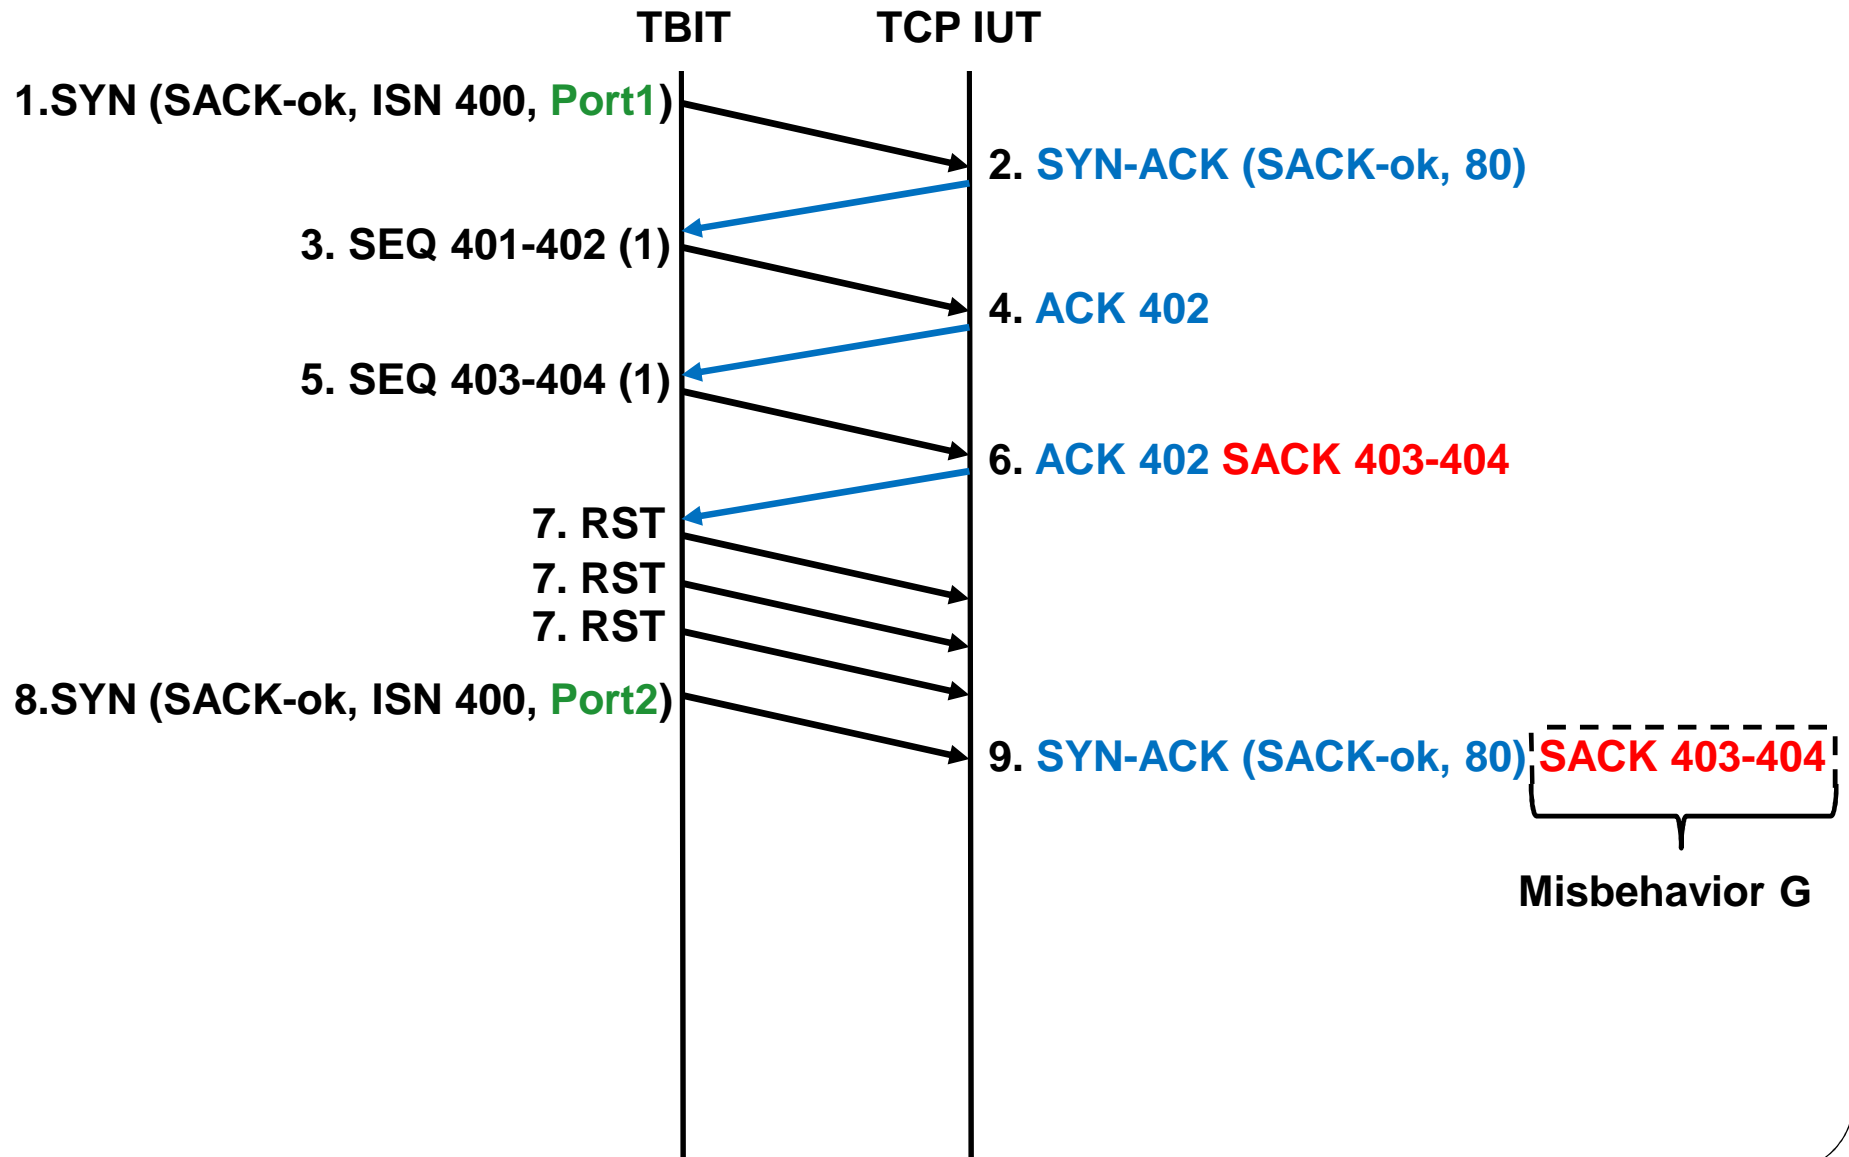 TBIT TCP IUT
1.SYN (SACK-ok, ISN 400, Port1)
2. SYN-ACK (SACK-ok, 80)
3. SEQ 401-402 (1)
4. ACK 402
5. SEQ 403-404 (1)
6. ACK 402 SACK 403-404
7. RST
7. RST
7. RST
8.SYN (SACK-ok, ISN 400, Port2)
9. SYN-ACK (SACK-ok, 80) SACK 403-404
Misbehavior G